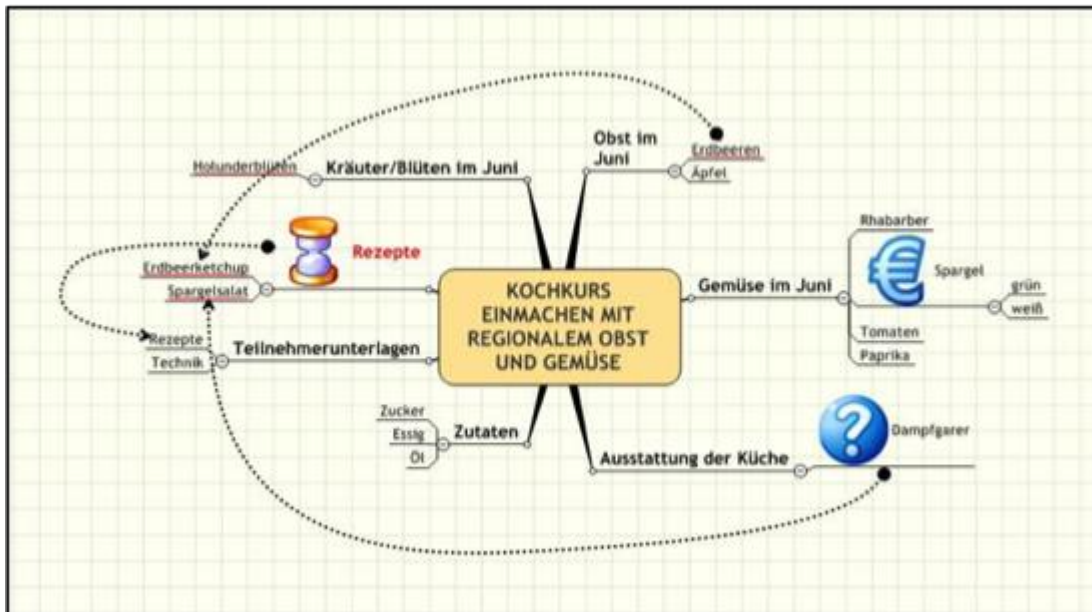 Obst im
Juni
Erdbeeren
Äpfel
Holunderblüten
Kräuter/Blüten im Juni
Rezepte
Erdbeerketchup
Spargelsalat
KOCHKURS
EINMACHEN MIT
REGIONALEM OBST
UND GEMÜSE
Gemüse im Juni
Rhabarber
€
Spargel
grün
weiß
Tomaten
Paprika
Teilnehmerunterlagen
Rezepte
Technik
Zutaten
Zucker
Essig
Öl
Ausstattung der Küche
?
Dampfgarer